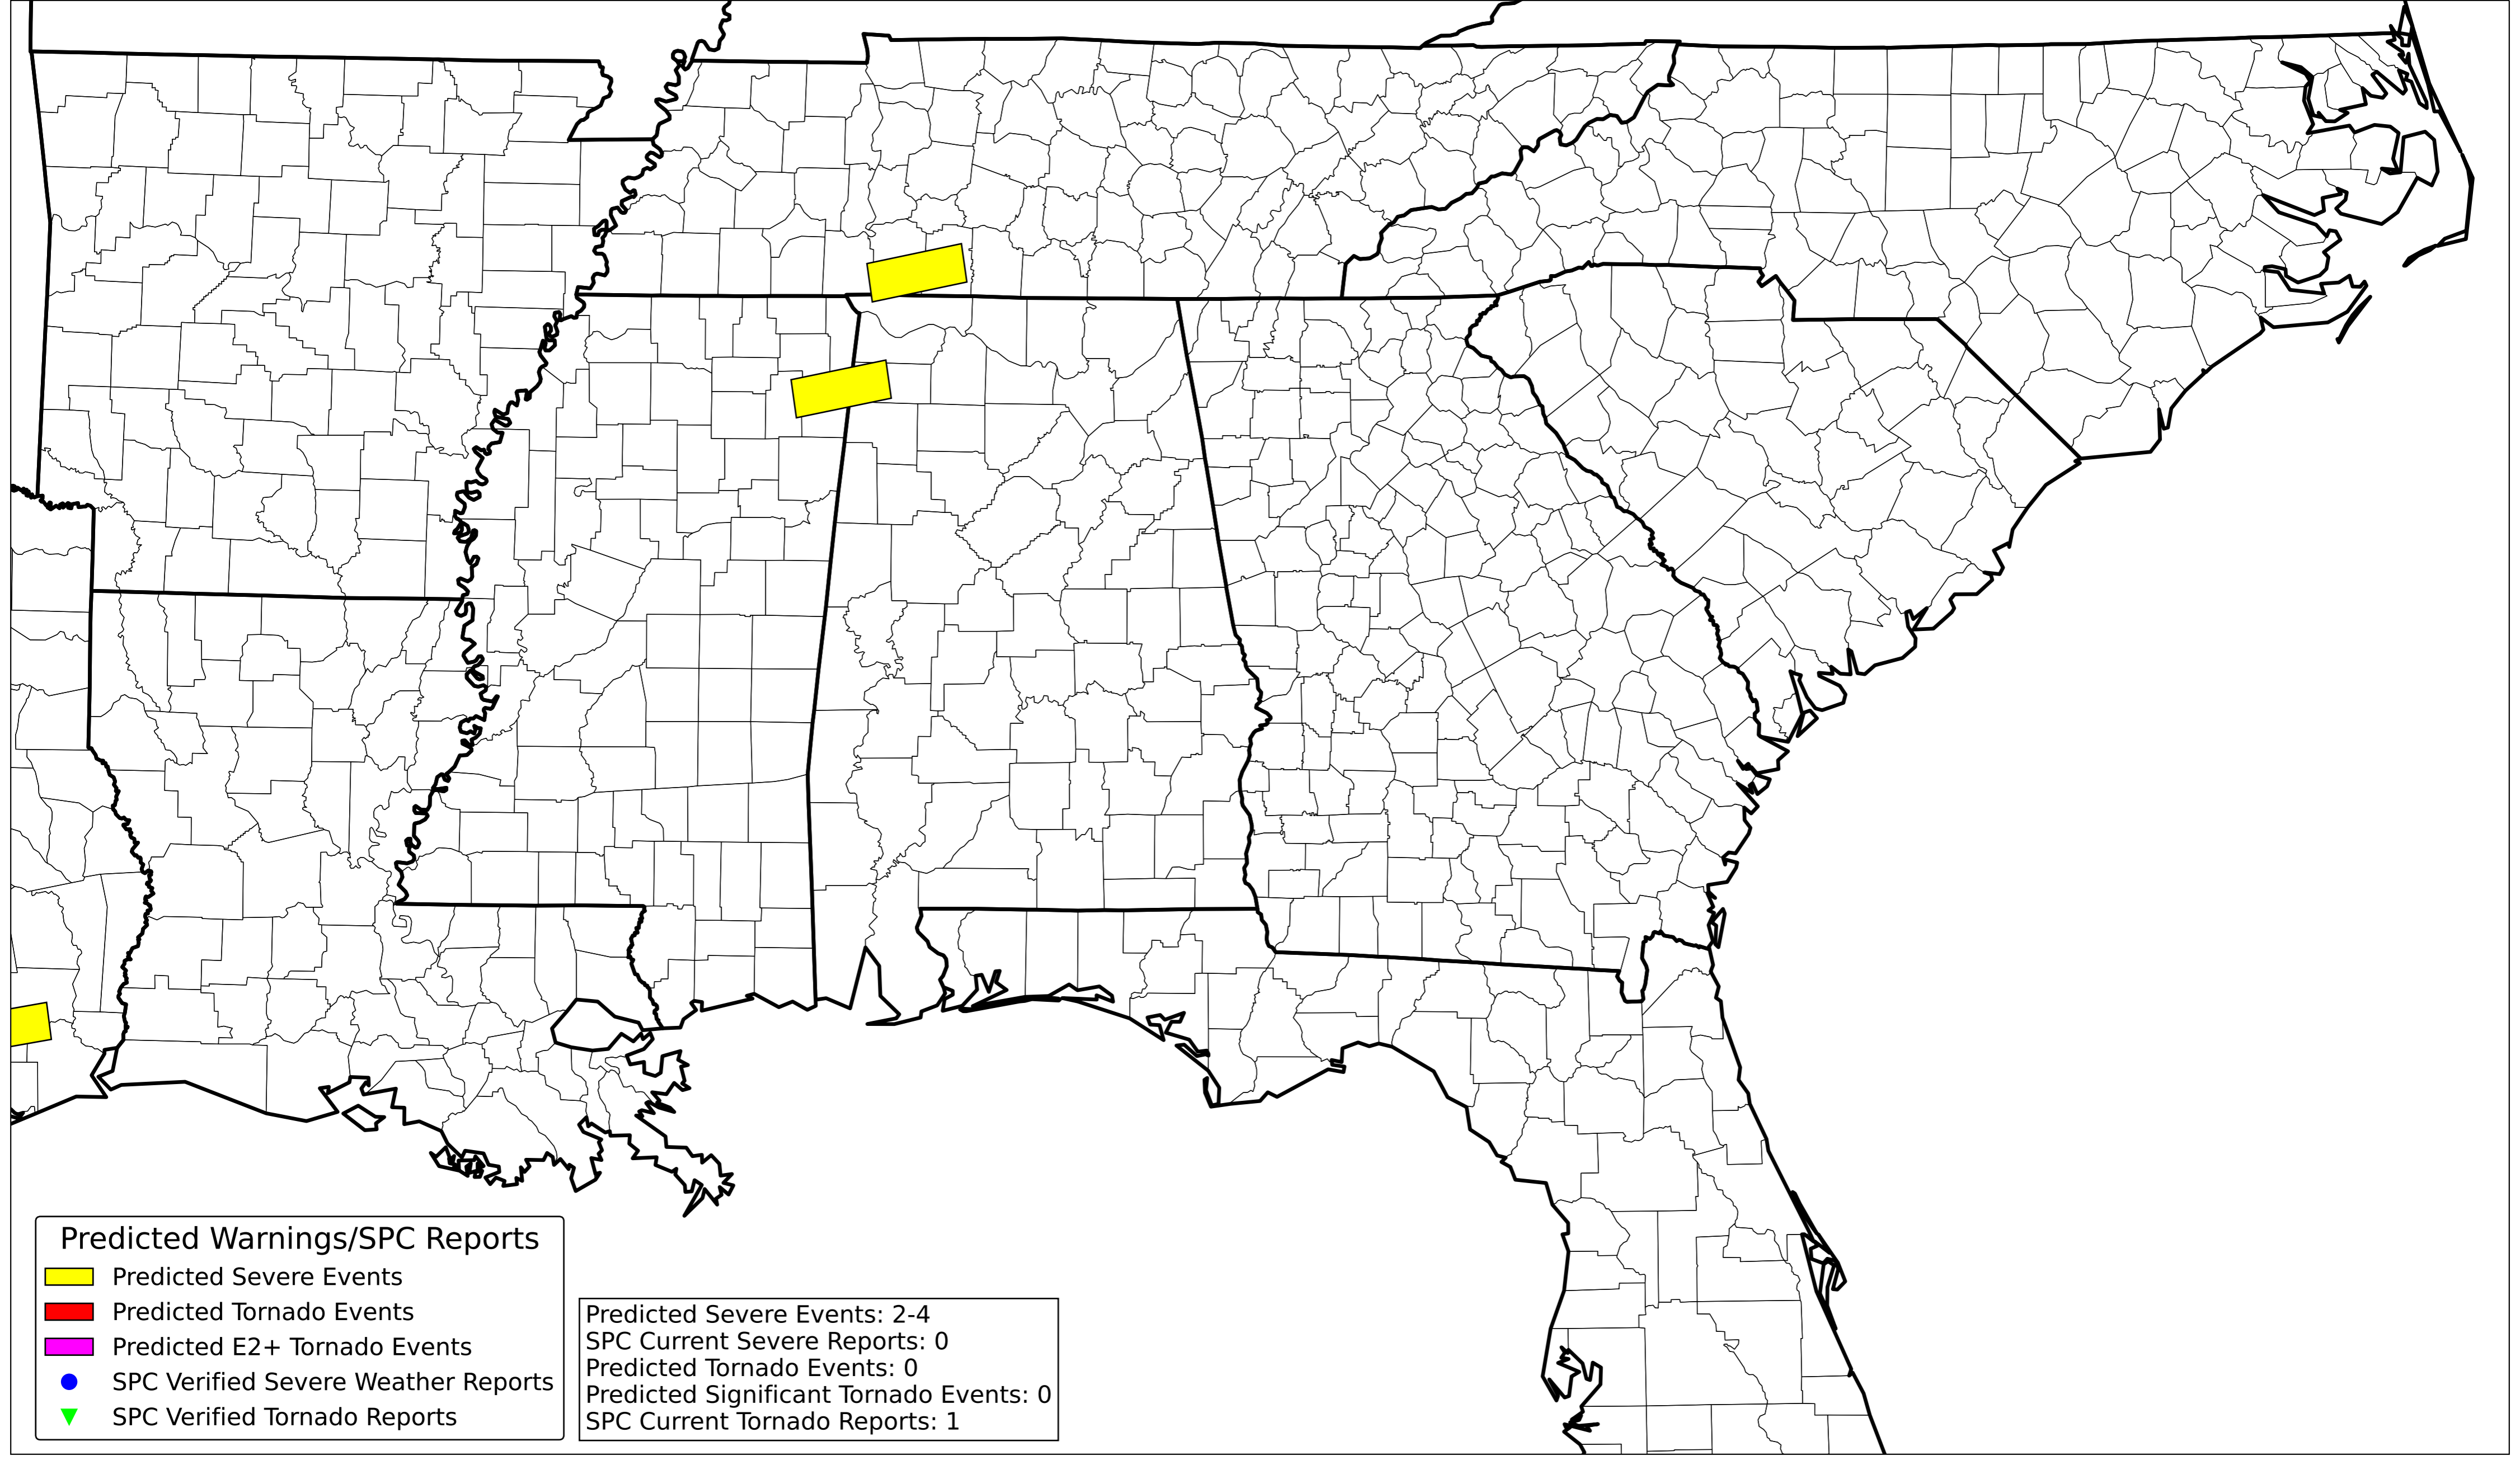 Predicted Warnings/SPC Reports
Predicted Severe Events
Predicted Tornado Events
Predicted E2+ Tornado Events
SPC Verified Severe Weather Reports
SPC Verified Tornado Reports
Predicted Severe Events: 2-4
SPC Current Severe Reports: 0
Predicted Tornado Events: 0
Predicted Significant Tornado Events: 0
SPC Current Tornado Reports: 1